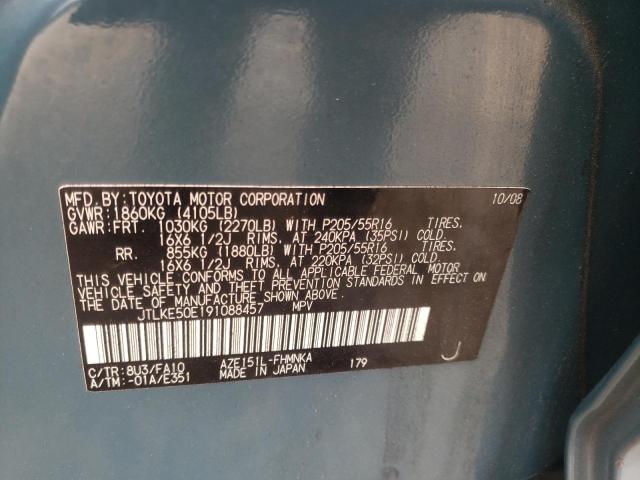 MFD. BY: TOYOTA MOTOR CORPORATION 10/08
GVWR: 1860KG (4105LB)
GAWR: FRT. 1030KG (2270LB) WITH P205/55R16 TIRES.
16X6 1/2J RIMS. AT 240KPA (35PSI) COLD.
RR. 855KG (1880LB) WITH P205/55R16 TIRES.
16X6 1/2J RIMS. AT 220KPA (32PSI) COLD.
THIS VEHICLE CONFORMS TO ALL APPLICABLE FEDERAL MOTOR
VEHICLE SAFETY AND THEFT PREVENTION STANDARDS IN EFFECT ON
THE DATE OF MANUFACTURE SHOWN ABOVE.
JTLKE50E191088457 MPV
C/TR: 8U3/FA10 AZE151L-FHMNKA 179 J
A/TM: -01A/E351 MADE IN JAPAN